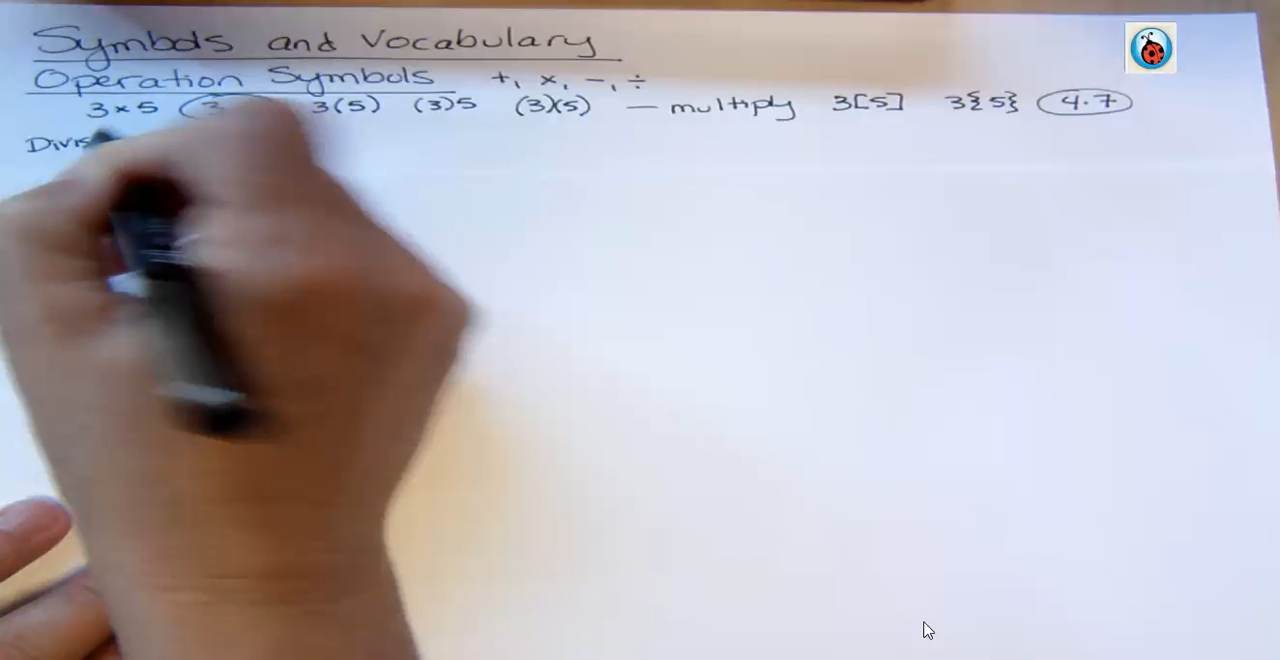 Symbols and Vocabulary
Operation Symbols +, ×, −, ÷
3×5 3(5) (3)5 (3)(5) — multiply 3[5] 3{5} 4·7